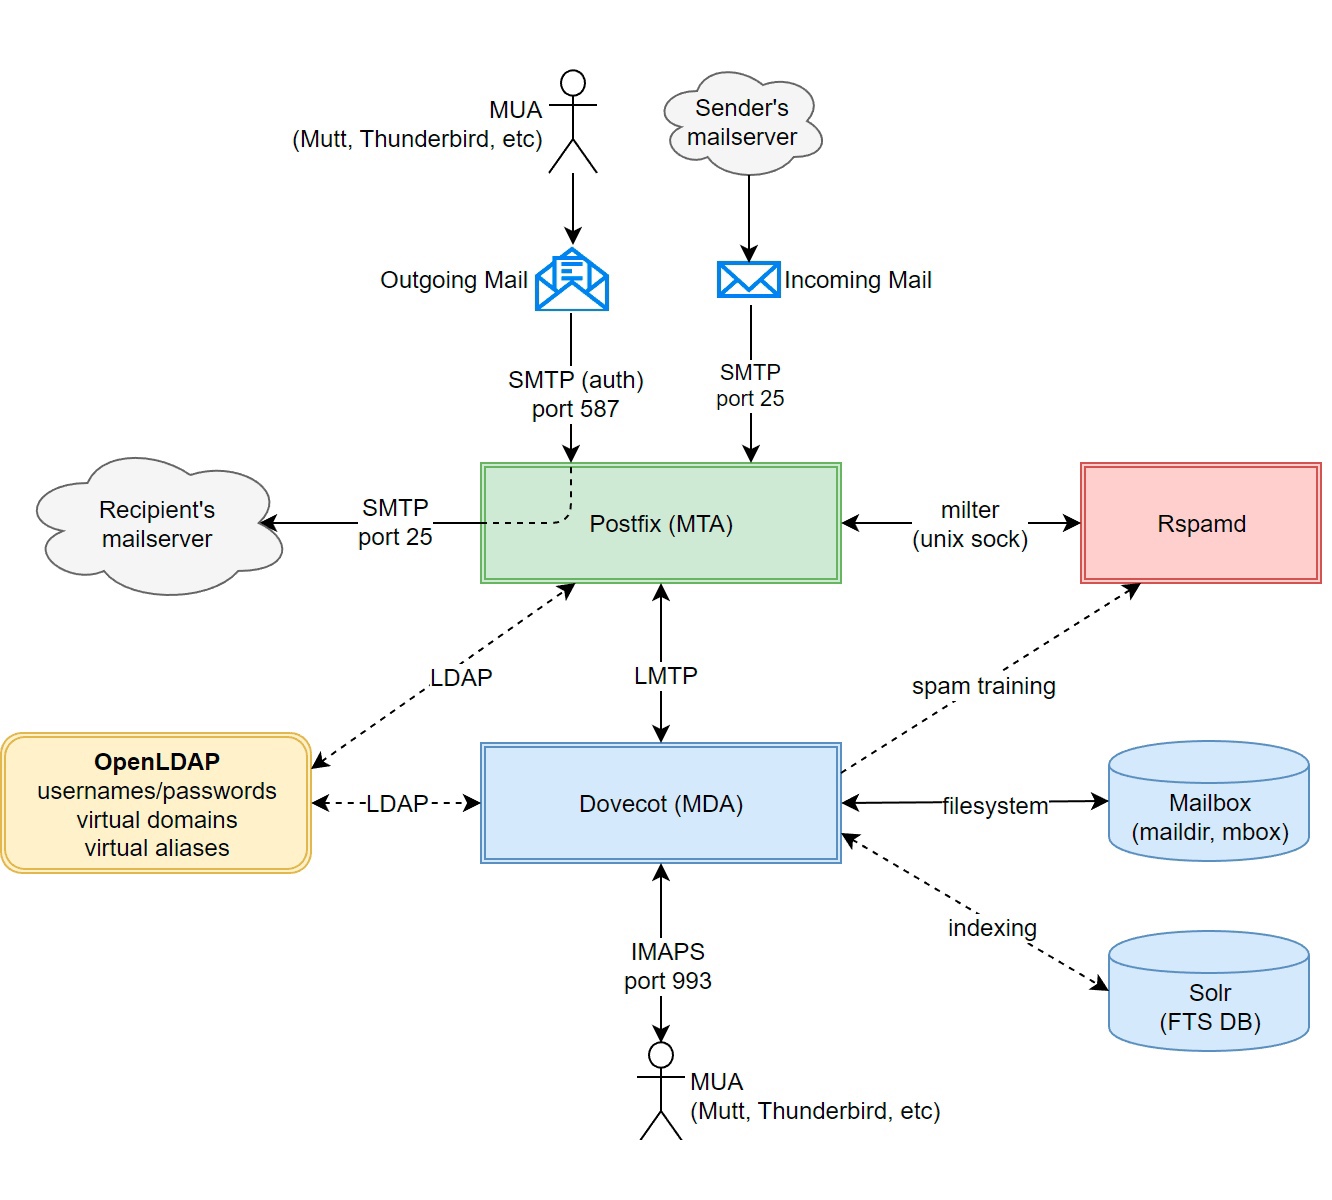 MUA
(Mutt, Thunderbird, etc)
Sender's
mailserver
Outgoing Mail
Incoming Mail
SMTP (auth)
port 587
SMTP
port 25
Recipient's
mailserver
SMTP
port 25
Postfix (MTA)
milter
(unix sock)
Rspamd
LDAP
LMTP
spam training
OpenLDAP
usernames/passwords
virtual domains
virtual aliases
LDAP
Dovecot (MDA)
filesystem
Mailbox
(maildir, mbox)
indexing
IMAPS
port 993
Solr
(FTS DB)
MUA
(Mutt, Thunderbird, etc)